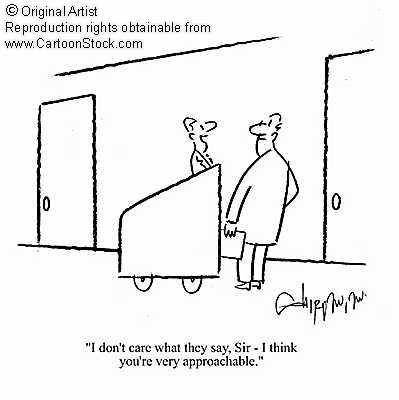 © Original Artist
Reproduction rights obtainable from
www.CartoonStock.com
"I don't care what they say, Sir - I think
you're very approachable."